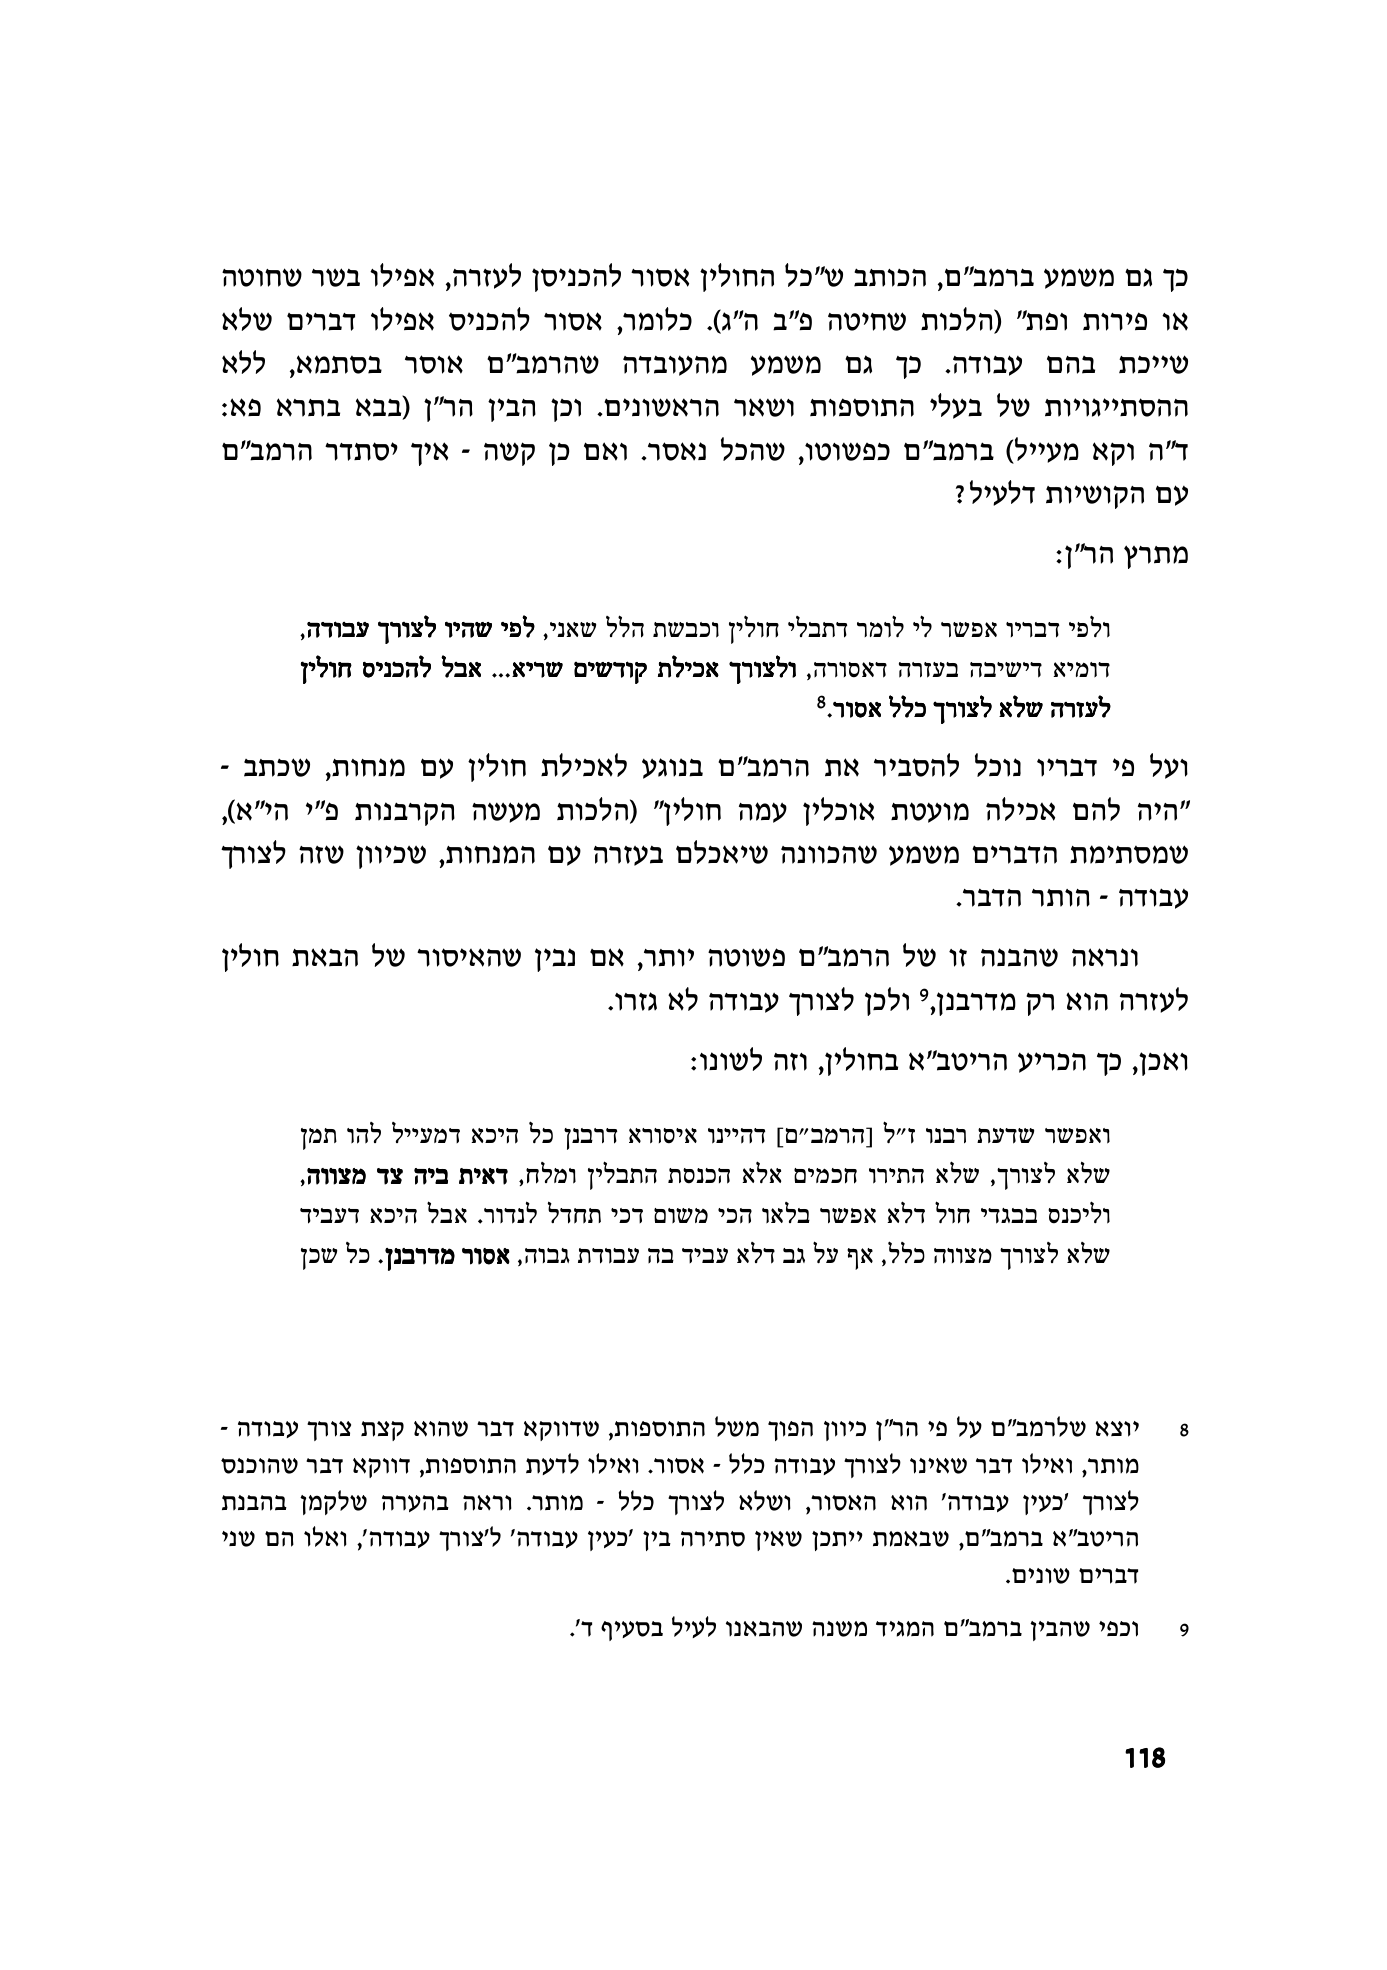 כך גם משמע ברמב"ם, הכותב ש"כל החולין אסור להכניסן לעזרה, אפילו בשר שחוטה
או פירות ופת" (הלכות שחיטה פ"ב ה"ג). כלומר, אסור להכניס אפילו דברים שלא
שייכת בהם עבודה. כך גם משמע מהעובדה שהרמב"ם אוסר בסתמא, ללא
ההסתייגויות של בעלי התוספות ושאר הראשונים. וכן הבין הר"ן (בבא בתרא פא:
ד"ה וקא מעייל) ברמב"ם כפשוטו, שהכל נאסר. ואם כן קשה - איך יסתדר הרמב"ם
עם הקושיות דלעיל?
מתרץ הר"ן:
ולפי דבריו אפשר לי לומר דתבלי חולין וכבשת הלל שאני, לפי שהיו לצורך עבודה,
דומיא דישיבה בעזרה דאסורה, ולצורך אכילת קודשים שריא... אבל להכניס חולין
לעזרה שלא לצורך כלל אסור.8
ועל פי דבריו נוכל להסביר את הרמב"ם בנוגע לאכילת חולין עם מנחות, שכתב -
"היה להם אכילה מועטת אוכלין עמה חולין" (הלכות מעשה הקרבנות פ"י הי"א),
שמסתימת הדברים משמע שהכוונה שיאכלם בעזרה עם המנחות, שכיוון שזה לצורך
עבודה - הותר הדבר.
ונראה שהבנה זו של הרמב"ם פשוטה יותר, אם נבין שהאיסור של הבאת חולין
לעזרה הוא רק מדרבנן,9 ולכן לצורך עבודה לא גזרו.
ואכן, כך הכריע הריטב"א בחולין, וזה לשונו:
ואפשר שדעת רבנו ז"ל [הרמב"ם] דהיינו איסורא דרבנן כל היכא דמעייל להו תמן
שלא לצורך, שלא התירו חכמים אלא הכנסת התבלין ומלח, דאית ביה צד מצווה,
וליכנס בבגדי חול דלא אפשר בלאו הכי משום דכי תחדל לנדור. אבל היכא דעביד
שלא לצורך מצווה כלל, אף על גב דלא עביד בה עבודת גבוה, אסור מדרבנן. כל שכן
8 יוצא שלרמב"ם על פי הר"ן כיוון הפוך משל התוספות, שדווקא דבר שהוא קצת צורך עבודה -
מותר, ואילו דבר שאינו לצורך עבודה כלל - אסור. ואילו לדעת התוספות, דווקא דבר שהוכנס
לצורך 'כעין עבודה' הוא האסור, ושלא לצורך כלל - מותר. וראה בהערה שלקמן בהבנת
הריטב"א ברמב"ם, שבאמת ייתכן שאין סתירה בין 'כעין עבודה' ל'צורך עבודה', ואלו הם שני
דברים שונים.
9 וכפי שהבין ברמב"ם המגיד משנה שהבאנו לעיל בסעיף ד'.
118